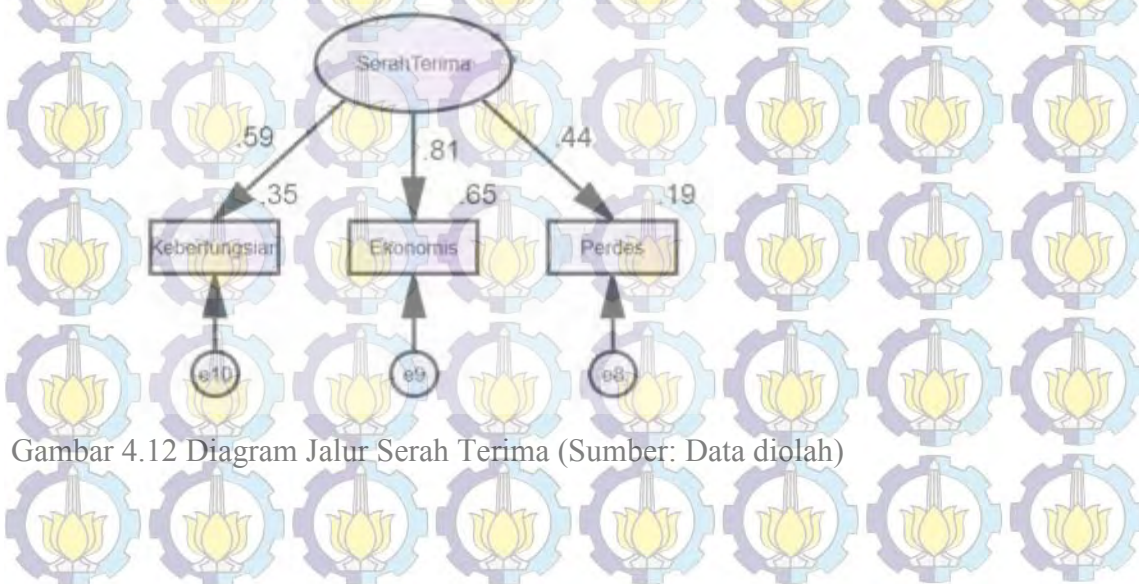 SerahTerima
.59
.81
.44
.35
.65
.19
Keberfungsian
Ekonomis
Perdes
e10
e9
e8
Gambar 4.12 Diagram Jalur Serah Terima (Sumber: Data diolah)